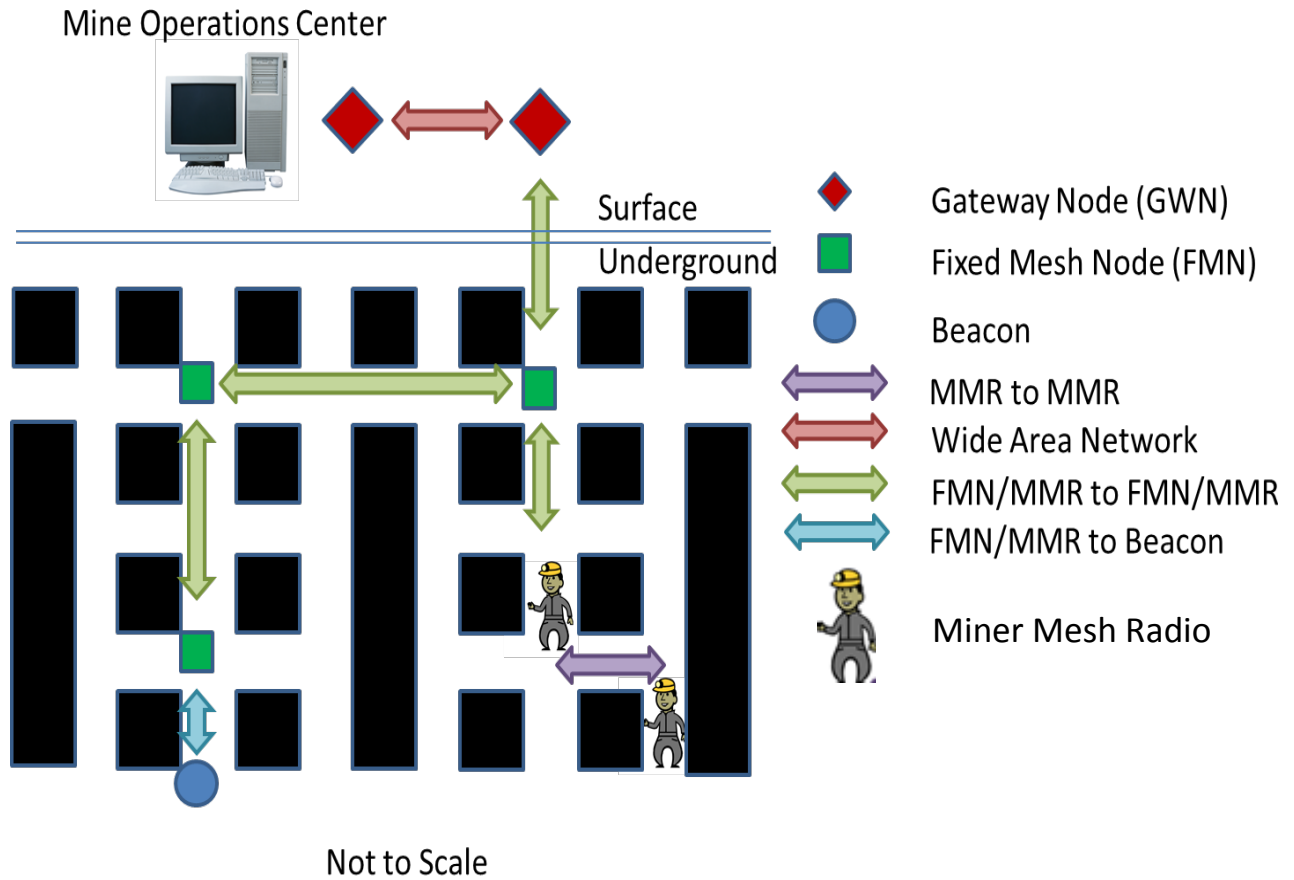 Mine Operations Center
Surface
Underground
Gateway Node (GWN)
Fixed Mesh Node (FMN)
Beacon
MMR to MMR
Wide Area Network
FMN/MMR to FMN/MMR
FMN/MMR to Beacon
Miner Mesh Radio
Not to Scale